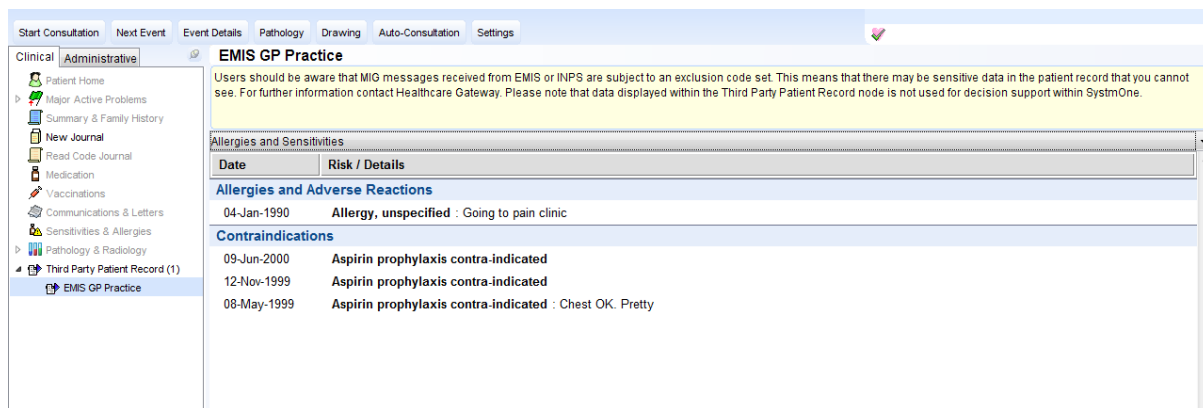 Start Consultation Next Event Event Details Pathology Drawing Auto-Consultation Settings
Clinical Administrative
Patient Home
Major Active Problems
Summary & Family History
New Journal
Read Code Journal
Medication
Vaccinations
Communications & Letters
Sensitivities & Allergies
Pathology & Radiology
Third Party Patient Record (1)
EMIS GP Practice
EMIS GP Practice
Users should be aware that MIG messages received from EMIS or INPS are subject to an exclusion code set. This means that there may be sensitive data in the patient record that you cannot
see. For further information contact Healthcare Gateway. Please note that data displayed within the Third Party Patient Record node is not used for decision support within SystmOne.
Allergies and Sensitivities
Date Risk / Details
Allergies and Adverse Reactions
04-Jan-1990 Allergy, unspecified : Going to pain clinic
Contraindications
09-Jun-2000 Aspirin prophylaxis contra-indicated
12-Nov-1999 Aspirin prophylaxis contra-indicated
08-May-1999 Aspirin prophylaxis contra-indicated : Chest OK. Pretty